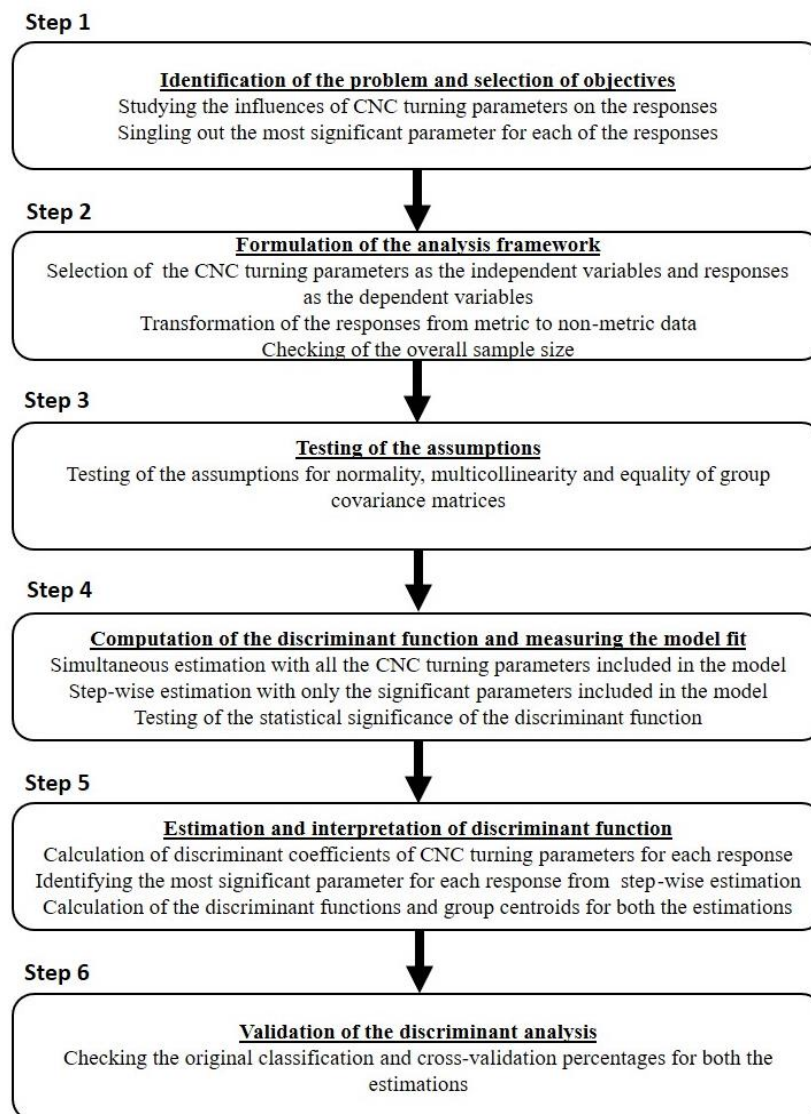 Step 1
Identification of the problem and selection of objectives
Studying the influences of CNC turning parameters on the responses
Singling out the most significant parameter for each of the responses
Step 2
Formulation of the analysis framework
Selection of the CNC turning parameters as the independent variables and responses
as the dependent variables
Transformation of the responses from metric to non-metric data
Checking of the overall sample size
Step 3
Testing of the assumptions
Testing of the assumptions for normality, multicollinearity and equality of group
covariance matrices
Step 4
Computation of the discriminant function and measuring the model fit
Simultaneous estimation with all the CNC turning parameters included in the model
Step-wise estimation with only the significant parameters included in the model
Testing of the statistical significance of the discriminant function
Step 5
Estimation and interpretation of discriminant function
Calculation of discriminant coefficients of CNC turning parameters for each response
Identifying the most significant parameter for each response from step-wise estimation
Calculation of the discriminant functions and group centroids for both the estimations
Step 6
Validation of the discriminant analysis
Checking the original classification and cross-validation percentages for both the
estimations